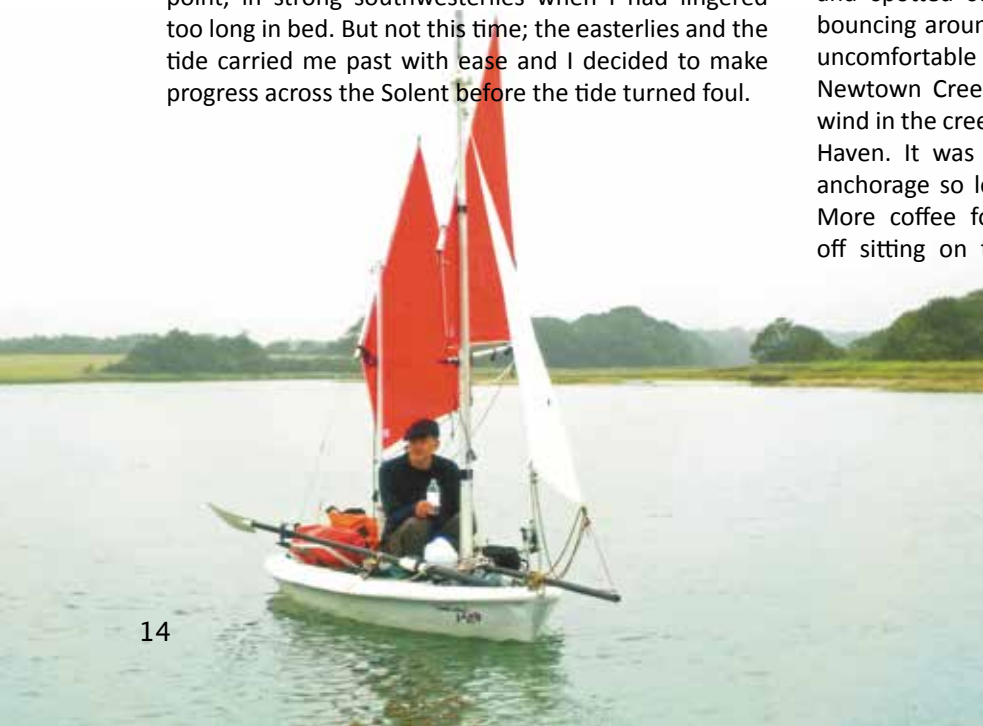 point, in strong southwesterlies when I had lingered
too long in bed. But not this time; the easterlies and the
tide carried me past with ease and I decided to make
progress across the Solent before the tide turned foul.
bouncing aroun
uncomfortable
Newtown Cree
wind in the cree
Haven. It was
anchorage so l
More coffee fo
off sitting on t
14